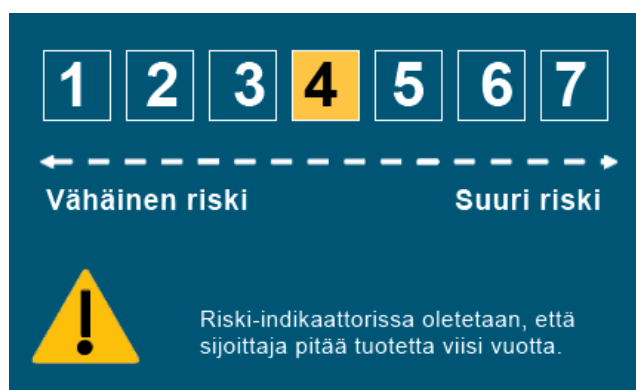 1 2 3 4 5 6 7
Vähäinen riski Suuri riski
Riski-indikaattorissa oletetaan, että
sijoittaja pitää tuotetta viisi vuotta.